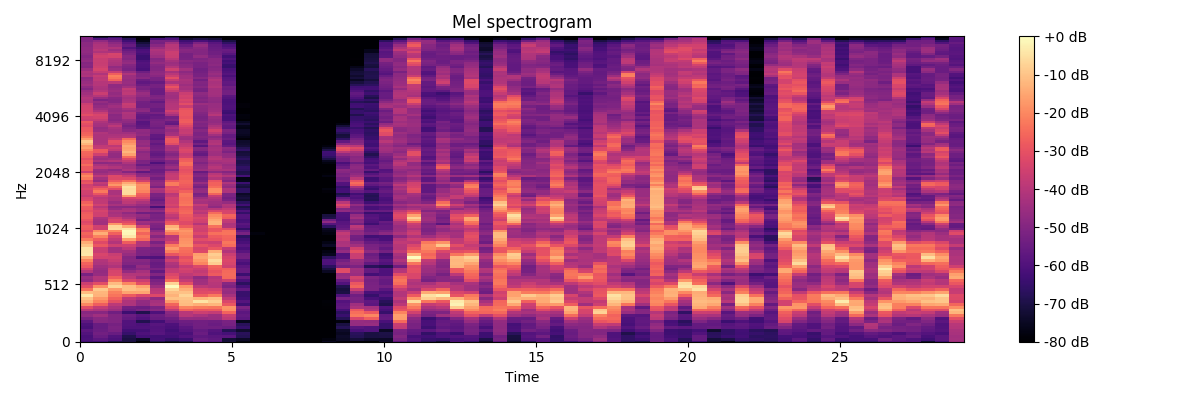 Mel spectrogram
8192
4096
2048
1024
512
0
Hz
0 5 10 15 20 25
Time
+0 dB
-10 dB
-20 dB
-30 dB
-40 dB
-50 dB
-60 dB
-70 dB
-80 dB